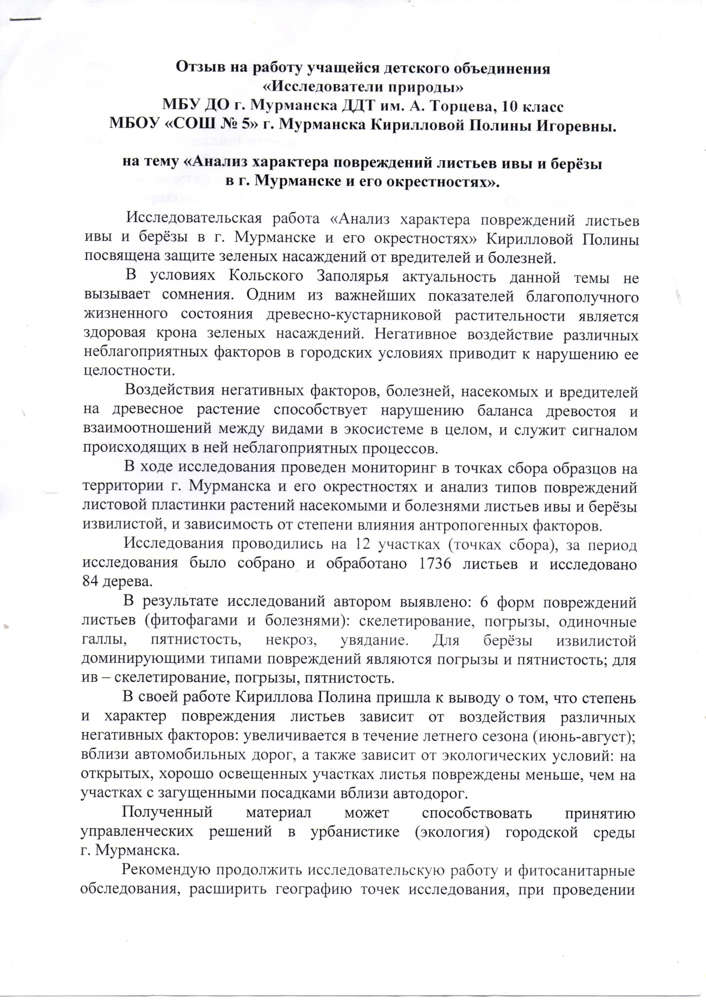 Отзыв на работу учащейся детского объединения
«Исследователи природы»
МБУ ДО г. Мурманска ДДТ им. А. Торцева, 10 класс
МБОУ «СОШ № 5» г. Мурманска Кирилловой Полины Игоревны.
на тему «Анализ характера повреждений листьев ивы и берёзы
в г. Мурманске и его окрестностях».
Исследовательская работа «Анализ характера повреждений листьев
ивы и берёзы в г. Мурманске и его окрестностях» Кирилловой Полины
посвящена защите зеленых насаждений от вредителей и болезней.
В условиях Кольского Заполярья актуальность данной темы не
вызывает сомнения. Одним из важнейших показателей благополучного
жизненного состояния древесно-кустарниковой растительности является
здоровая крона зеленых насаждений. Негативное воздействие различных
неблагоприятных факторов в городских условиях приводит к нарушению ее
целостности.
Воздействия негативных факторов, болезней, насекомых и вредителей
на древесное растение способствует нарушению баланса древостоя и
взаимоотношений между видами в экосистеме в целом, и служит сигналом
происходящих в ней неблагоприятных процессов.
В ходе исследования проведен мониторинг в точках сбора образцов на
территории г. Мурманска и его окрестностях и анализ типов повреждений
листовой пластинки растений насекомыми и болезнями листьев ивы и берёзы
извилистой, и зависимость от степени влияния антропогенных факторов.
Исследования проводились на 12 участках (точках сбора), за период
исследования было собрано и обработано 1736 листьев и исследовано
84 дерева.
В результате исследований автором выявлено: 6 форм повреждений
листьев (фитофагами и болезнями): скелетирование, погрызы, одиночные
галлы, пятнистость, некроз, увядание. Для берёзы извилистой
доминирующими типами повреждений являются погрызы и пятнистость; для
ив – скелетирование, погрызы, пятнистость.
В своей работе Кириллова Полина пришла к выводу о том, что степень
и характер повреждения листьев зависит от воздействия различных
негативных факторов: увеличивается в течение летнего сезона (июнь-август);
вблизи автомобильных дорог, а также зависит от экологических условий: на
открытых, хорошо освещенных участках листья повреждены меньше, чем на
участках с загущенными посадками вблизи автодорог.
Полученный материал может способствовать принятию
управленческих решений в урбанистике (экология) городской среды
г. Мурманска.
Рекомендую продолжить исследовательскую работу и фитосанитарные
обследования, расширить географию точек исследования, при проведении